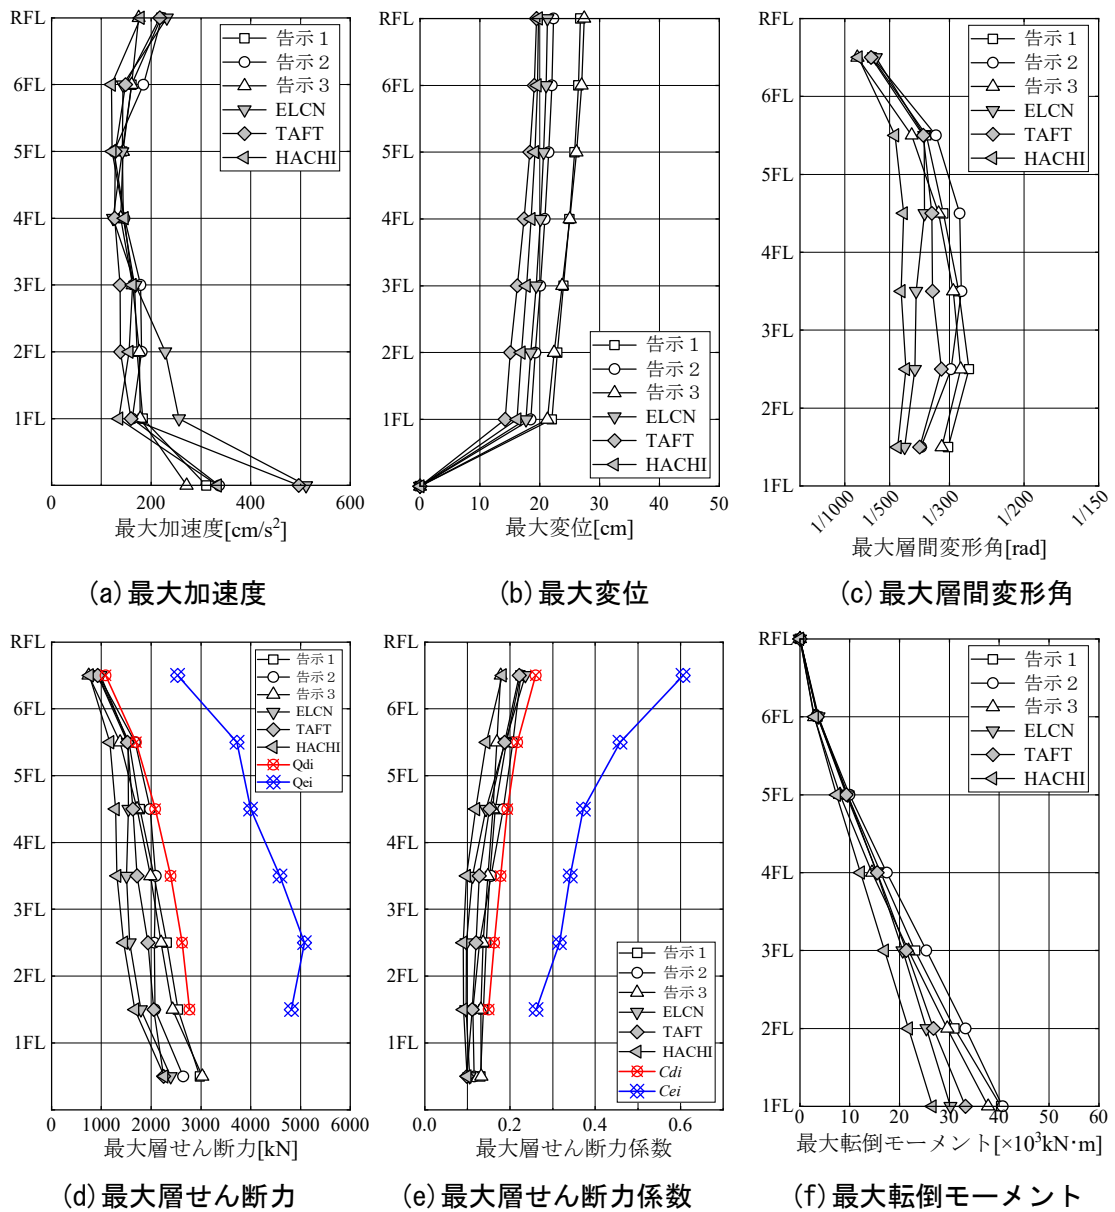 RFL
6FL
5FL
4FL
3FL
2FL
1FL
0
200
400
600
最大加速度[cm/s²]
告示１
告示２
告示３
ELCN
TAFT
HACHI
(a)最大加速度
RFL
6FL
5FL
4FL
3FL
2FL
1FL
0
10
20
30
40
50
最大変位[cm]
告示１
告示２
告示３
ELCN
TAFT
HACHI
(b)最大変位
RFL
6FL
5FL
4FL
3FL
2FL
1FL
1/1000
1/500
1/300
1/200
1/150
最大層間変形角[rad]
告示１
告示２
告示３
ELCN
TAFT
HACHI
(c)最大層間変形角
RFL
6FL
5FL
4FL
3FL
2FL
1FL
0
1000
2000
3000
4000
5000
6000
最大層せん断力[kN]
告示１
告示２
告示３
ELCN
TAFT
HACHI
Qdi
Qei
(d)最大層せん断力
RFL
6FL
5FL
4FL
3FL
2FL
1FL
0.0
0.2
0.4
0.6
最大層せん断力係数
告示１
告示２
告示３
ELCN
TAFT
HACHI
Cdi
Cei
(e)最大層せん断力係数
RFL
6FL
5FL
4FL
3FL
2FL
1FL
0
10
20
30
40
50
60
最大転倒モーメント[×10³kN·m]
告示１
告示２
告示３
ELCN
TAFT
HACHI
(f)最大転倒モーメント